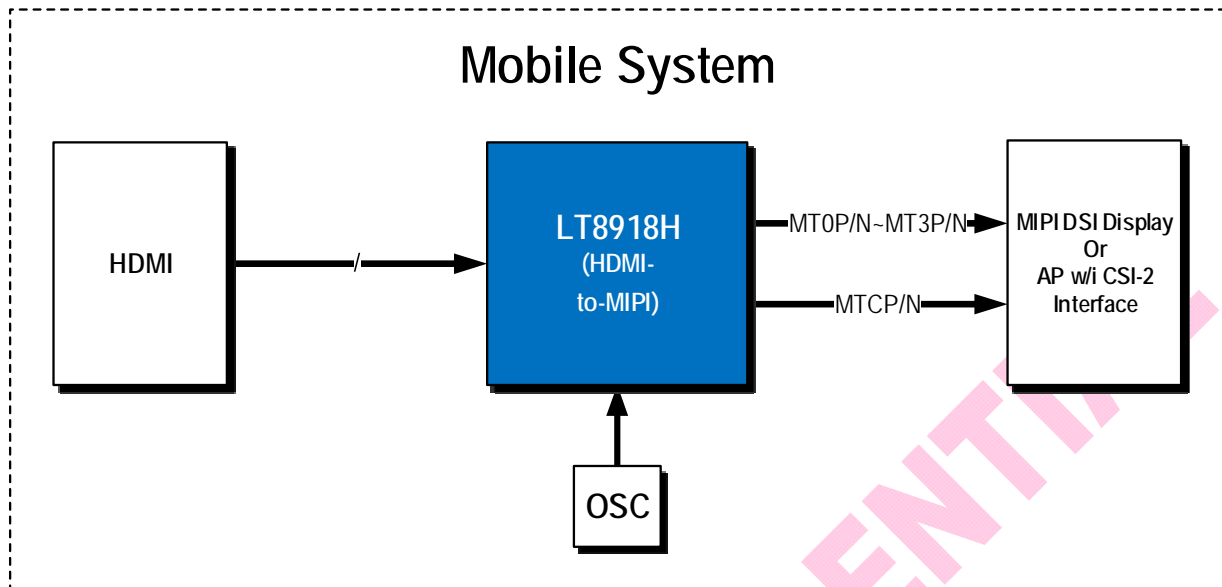 Mobile System
HDMI
/
LT8918H
(HDMI-
to-MIPI)
MT0P/N~MT3P/N
MTCP/N
MIPI DSI Display
Or
AP w/i CSI-2
Interface
OSC